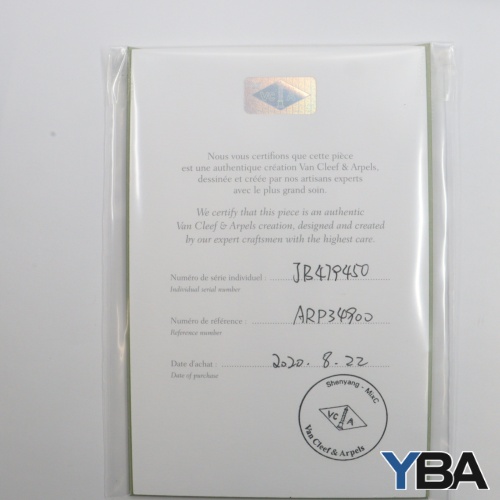 Nous vous certifions que cette pièce
est une authentique création Van Cleef & Arpels,
dessinée et créée par nos artisans experts
avec le plus grand soin.
We certify that this piece is an authentic
Van Cleef & Arpels creation, designed and created
by our expert craftsmen with the highest care.
Numéro de série individuel : JB479450
Individual serial number
Numéro de référence : ARP34900
Reference number
Date d'achat : 2020.8.22
Date of purchase
Shenyang - MixC
VC A
Van Cleef & Arpels
YBA